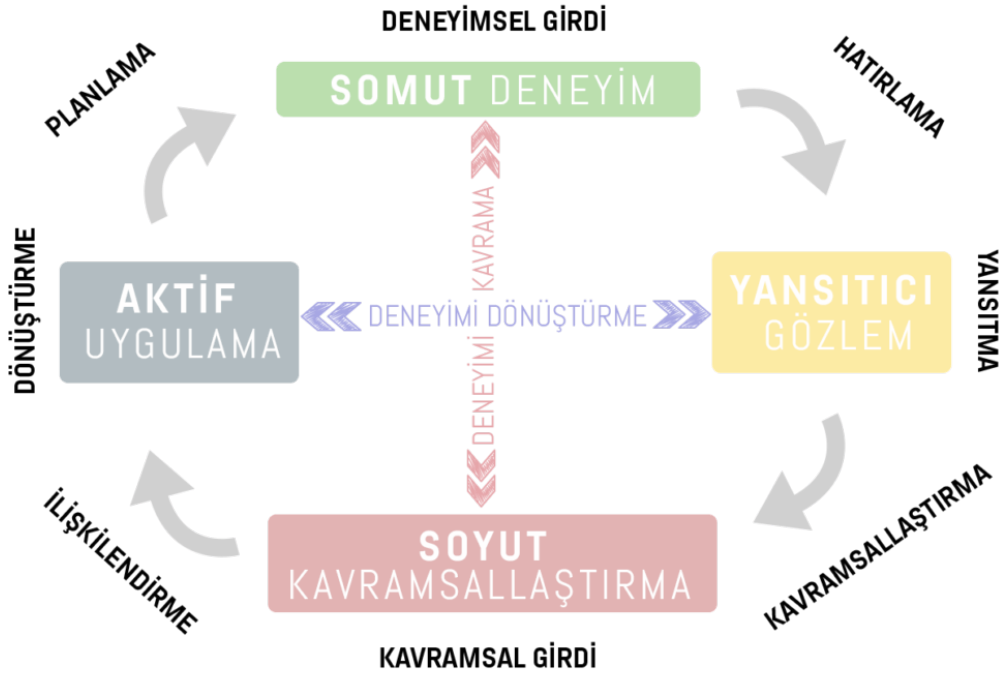 DENEYİMSEL GİRDİ
PLANLAMA
HATIRLAMA
SOMUT DENEYİM
DENEYİMİ KAVRAMA
DÖNÜŞTÜRME
AKTİF
UYGULAMA
DENEYİMİ DÖNÜŞTÜRME
YANSITICI
GÖZLEM
YANSITMA
İLİŞKİLENDİRME
SOYUT
KAVRAMSALLAŞTIRMA
KAVRAMSALLAŞTIRMA
KAVRAMSAL GİRDİ